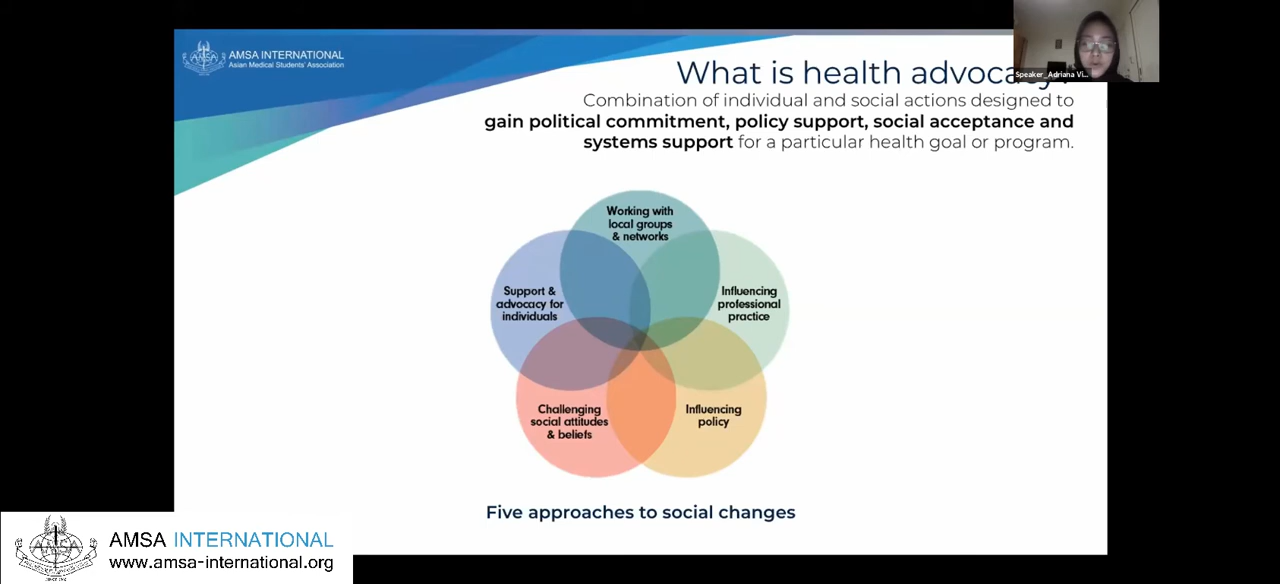 AMSA INTERNATIONAL
Asian Medical Students' Association
What is health advocacy?
Speaker_Adriana Vi...
Combination of individual and social actions designed to
gain political commitment, policy support, social acceptance and
systems support for a particular health goal or program.
Working with
local groups
& networks
Support &
advocacy for
individuals
Influencing
professional
practice
Challenging
social attitudes
& beliefs
Influencing
policy
Five approaches to social changes
AMSA INTERNATIONAL
www.amsa-international.org